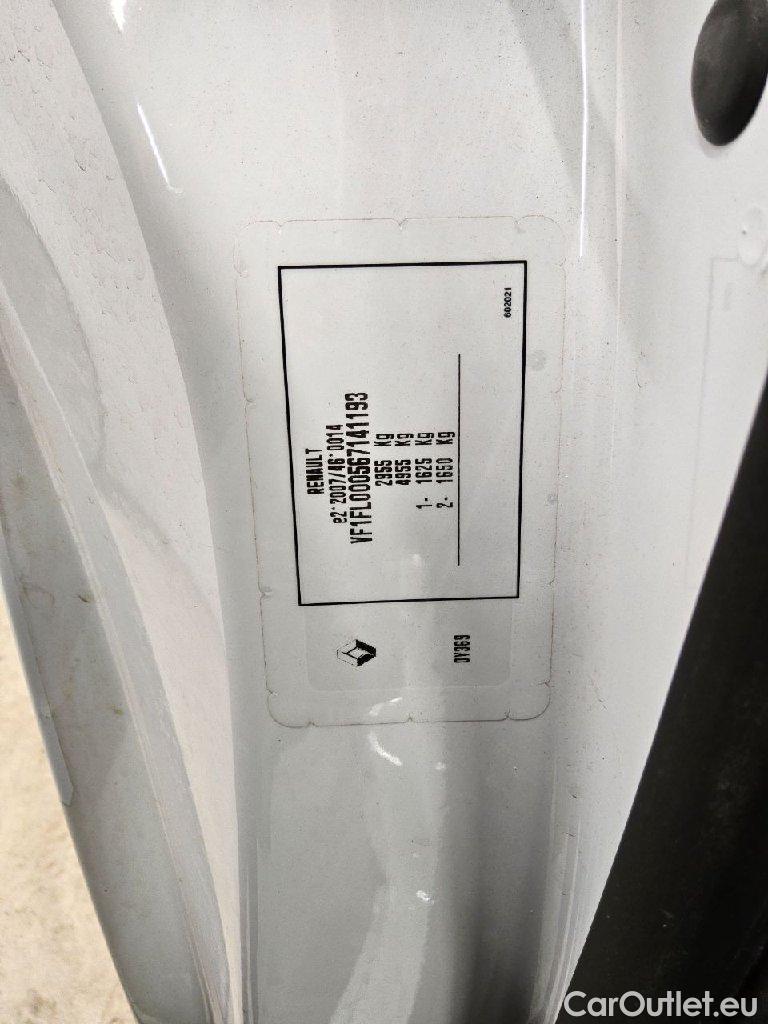 RENAULT
e2*2007/46*0014
VF1FL000567141193
2955 Kg
4955 Kg
1- 1625 Kg
2- 1650 Kg
602021
DV369
CarOutlet.eu